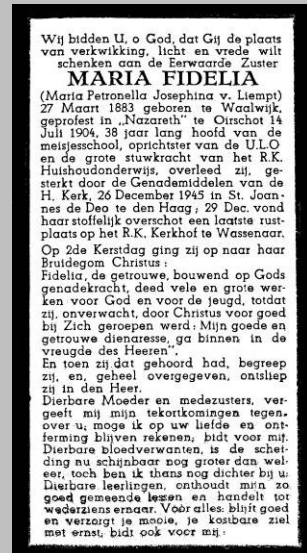 Wij bidden U, o God, dat Gij de plaats
van verkwikking, licht en vrede wilt
schenken aan de Eerwaarde Zuster
MARIA FIDELIA
(Maria Petronella Josephina v. Liempt)
27 Maart 1883 geboren te Waalwijk,
geprofest in „Nazareth" te Oirschot 14
Juli 1904, 38 jaar lang hoofd van de
meisjesschool, oprichtster van de U.L.O
en de grote stuwkracht van het R.K.
Huishoudonderwijs, overleed zij, ge-
sterkt door de Genademiddelen van de
H. Kerk, 26 December 1945 in St. Joan-
nes de Deo te den Haag; 29 Dec. vond
haar stoffelijk overschot een laatste rust-
plaats op het R.K. Kerkhof te Wassenaar.
Op 2de Kerstdag ging zij op naar haar
Bruidegom Christus:
Fidelia, de getrouwe, bouwend op Gods
genadekracht, deed vele en grote wer-
ken voor God en voor de jeugd, totdat
zij, onverwacht, door Christus voor goed
bij Zich geroepen werd: Mijn goede en
getrouwe dienaresse, ga binnen in de
vreugde des Heeren".
En toen zij dat gehoord had, begreep
zij, en, geheel overgegeven, ontsliep
zij in den Heer.
Dierbare Moeder en medezusters, ver-
geeft mij mijn tekortkomingen tegen-
over u; moge ik op uw liefde en ont-
ferming blijven rekenen; bidt voor mij.
Dierbare bloedverwanten, is de schei-
ding nu schijnbaar nog groter dan wel-
eer, toch ben ik thans nog dichter bij u:
Dierbare leerlingen, onthoudt mijn zo
goed gemeende lessen en handelt tot
wederziens ernaar. Vóór alles: blijft goed
en verzorgt je mooie, je kostbare ziel
met ernst; bidt ook voor mij: